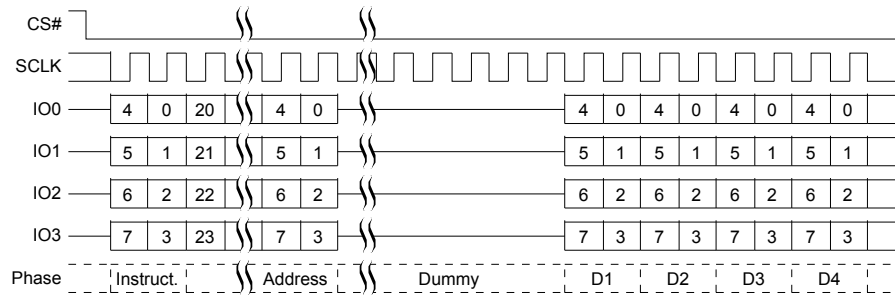 CS#
SCLK
IO0 4 0 20 4 0 4 0 4 0 4 0 4 0
IO1 5 1 21 5 1 5 1 5 1 5 1 5 1
IO2 6 2 22 6 2 6 2 6 2 6 2 6 2
IO3 7 3 23 7 3 7 3 7 3 7 3 7 3
Phase Instruct. Address Dummy D1 D2 D3 D4